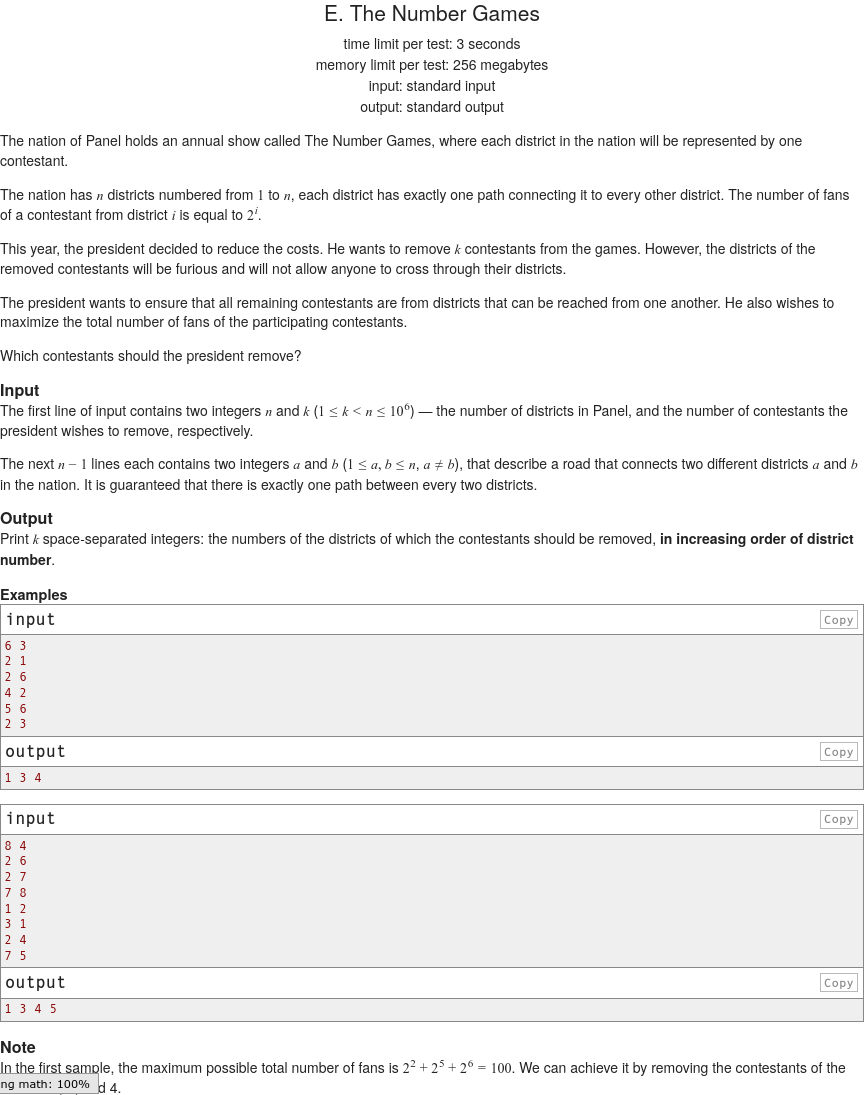 E. The Number Games
time limit per test: 3 seconds
memory limit per test: 256 megabytes
input: standard input
output: standard output
The nation of Panel holds an annual show called The Number Games, where each district in the nation will be represented by one
contestant.
The nation has n districts numbered from 1 to n, each district has exactly one path connecting it to every other district. The number of fans
of a contestant from district i is equal to 2^i.
This year, the president decided to reduce the costs. He wants to remove k contestants from the games. However, the districts of the
removed contestants will be furious and will not allow anyone to cross through their districts.
The president wants to ensure that all remaining contestants are from districts that can be reached from one another. He also wishes to
maximize the total number of fans of the participating contestants.
Which contestants should the president remove?
Input
The first line of input contains two integers n and k (1 ≤ k < n ≤ 10^6) — the number of districts in Panel, and the number of contestants the
president wishes to remove, respectively.
The next n − 1 lines each contains two integers a and b (1 ≤ a, b ≤ n, a ≠ b), that describe a road that connects two different districts a and b
in the nation. It is guaranteed that there is exactly one path between every two districts.
Output
Print k space-separated integers: the numbers of the districts of which the contestants should be removed, in increasing order of district
number.
Examples
input Copy
6 3
2 1
2 6
4 2
5 6
2 3
output Copy
1 3 4
input Copy
8 4
2 6
2 7
7 8
1 2
3 1
2 4
7 5
output Copy
1 3 4 5
Note
In the first sample, the maximum possible total number of fans is 2^2 + 2^5 + 2^6 = 100. We can achieve it by removing the contestants of the
ng math: 100% d 4.